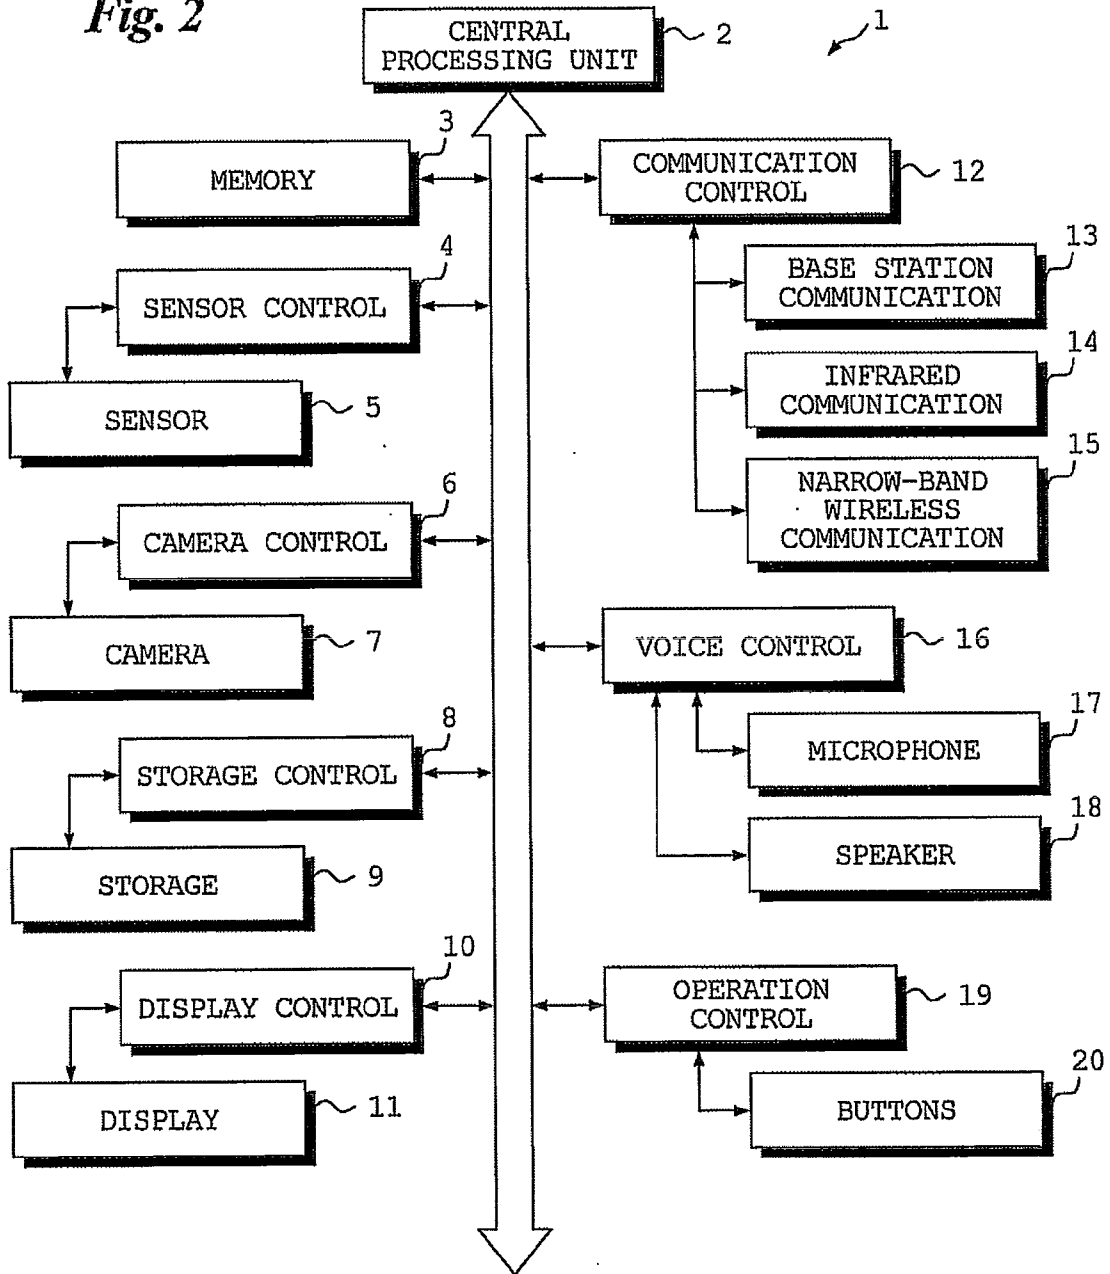 Fig. 2
1
CENTRAL
PROCESSING UNIT
2
MEMORY
3
SENSOR CONTROL
4
SENSOR
5
CAMERA CONTROL
6
CAMERA
7
STORAGE CONTROL
8
STORAGE
9
DISPLAY CONTROL
10
DISPLAY
11
COMMUNICATION
CONTROL
12
BASE STATION
COMMUNICATION
13
INFRARED
COMMUNICATION
14
NARROW-BAND
WIRELESS
COMMUNICATION
15
VOICE CONTROL
16
MICROPHONE
17
SPEAKER
18
OPERATION
CONTROL
19
BUTTONS
20